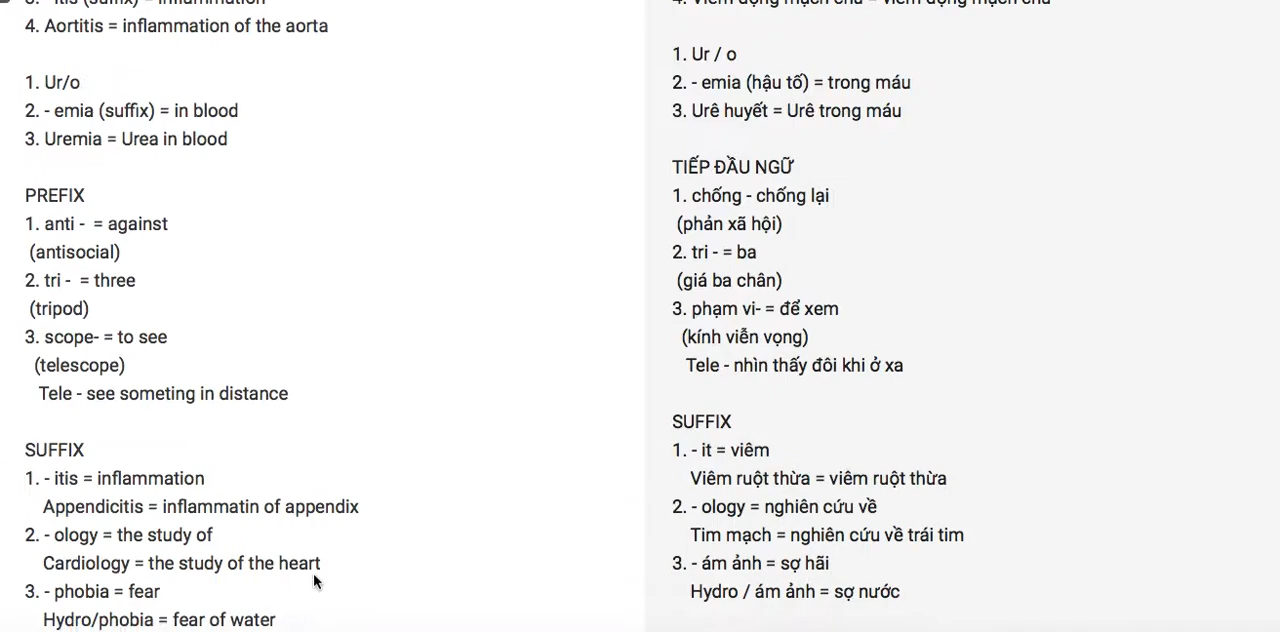 4. Aortitis = inflammation of the aorta
1. Ur/o
2. - emia (suffix) = in blood
3. Uremia = Urea in blood
PREFIX
1. anti - = against
(antisocial)
2. tri - = three
(tripod)
3. scope- = to see
(telescope)
Tele - see someting in distance
SUFFIX
1. - itis = inflammation
Appendicitis = inflammatin of appendix
2. - ology = the study of
Cardiology = the study of the heart
3. - phobia = fear
Hydro/phobia = fear of water
1. Ur / o
2. - emia (hậu tố) = trong máu
3. Urê huyết = Urê trong máu
TIẾP ĐẦU NGỮ
1. chống - chống lại
(phản xã hội)
2. tri - = ba
(giá ba chân)
3. phạm vi- = để xem
(kính viễn vọng)
Tele - nhìn thấy đôi khi ở xa
SUFFIX
1. - it = viêm
Viêm ruột thừa = viêm ruột thừa
2. - ology = nghiên cứu về
Tim mạch = nghiên cứu về trái tim
3. - ám ảnh = sợ hãi
Hydro / ám ảnh = sợ nước